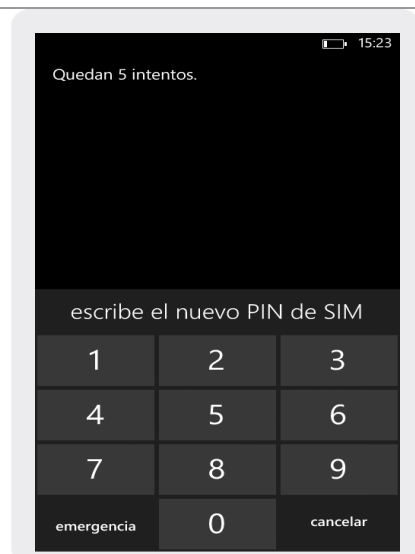 15:23
Quedan 5 intentos.
escribe el nuevo PIN de SIM
1 2 3
4 5 6
7 8 9
emergencia 0 cancelar